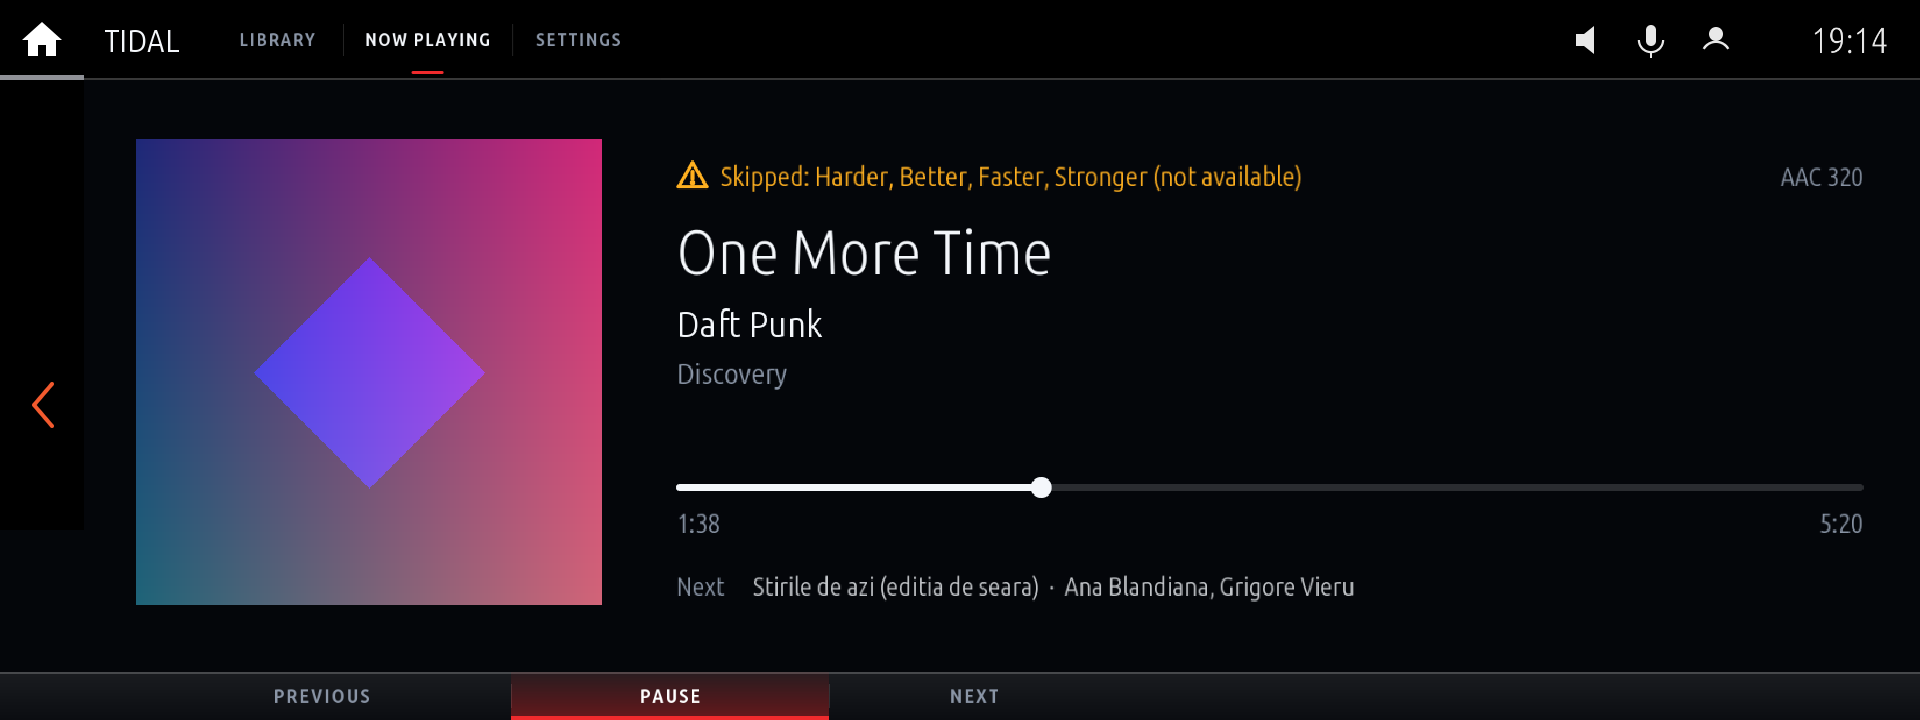 TIDAL
LIBRARY
NOW PLAYING
SETTINGS
19:14
Skipped: Harder, Better, Faster, Stronger (not available)
AAC 320
One More Time
Daft Punk
Discovery
1:38
5:20
Next Stirile de azi (editia de seara) · Ana Blandiana, Grigore Vieru
PREVIOUS
PAUSE
NEXT